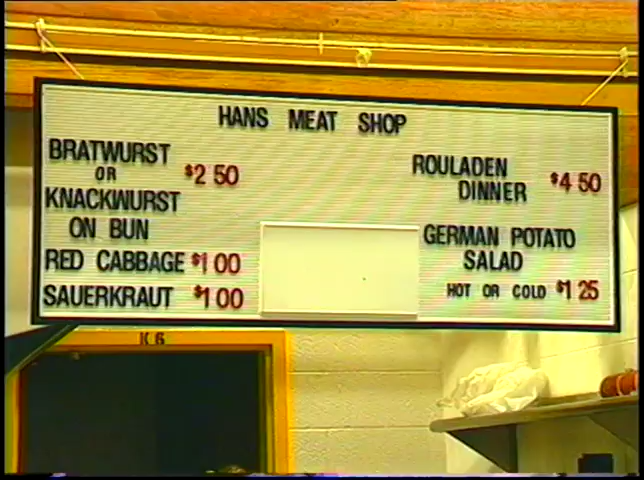 HANS MEAT SHOP
BRATWURST
OR
$2 50
KNACKWURST
ON BUN
RED CABBAGE $1 00
SAUERKRAUT $1 00
ROULADEN
DINNER $4 50
GERMAN POTATO
SALAD
HOT OR COLD $1 25
K 6